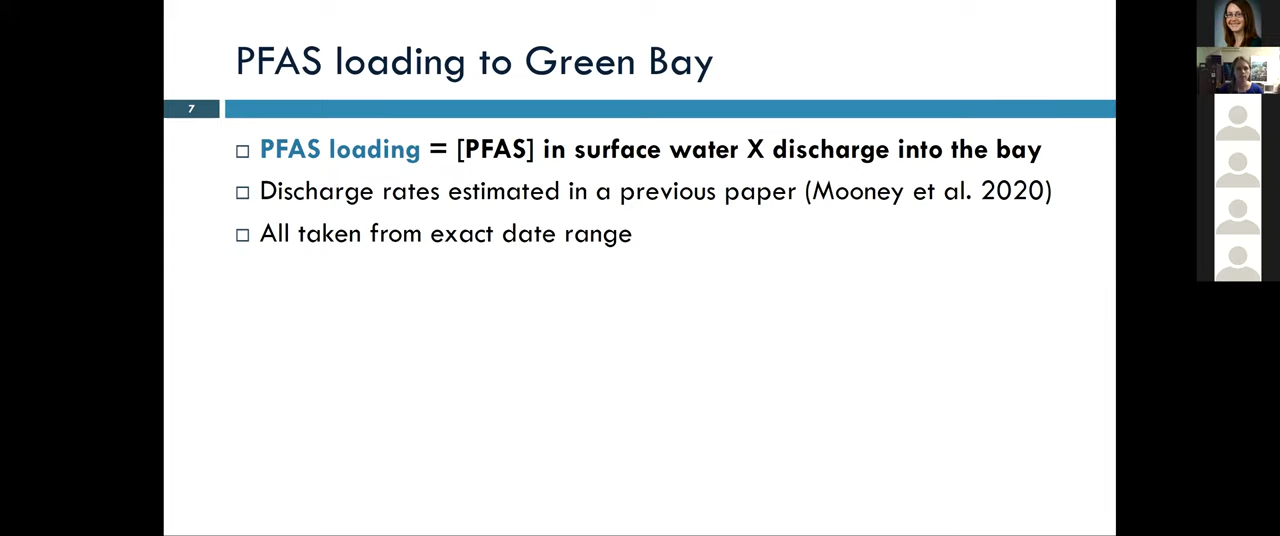 PFAS loading to Green Bay
7
PFAS loading = [PFAS] in surface water X discharge into the bay
Discharge rates estimated in a previous paper (Mooney et al. 2020)
All taken from exact date range